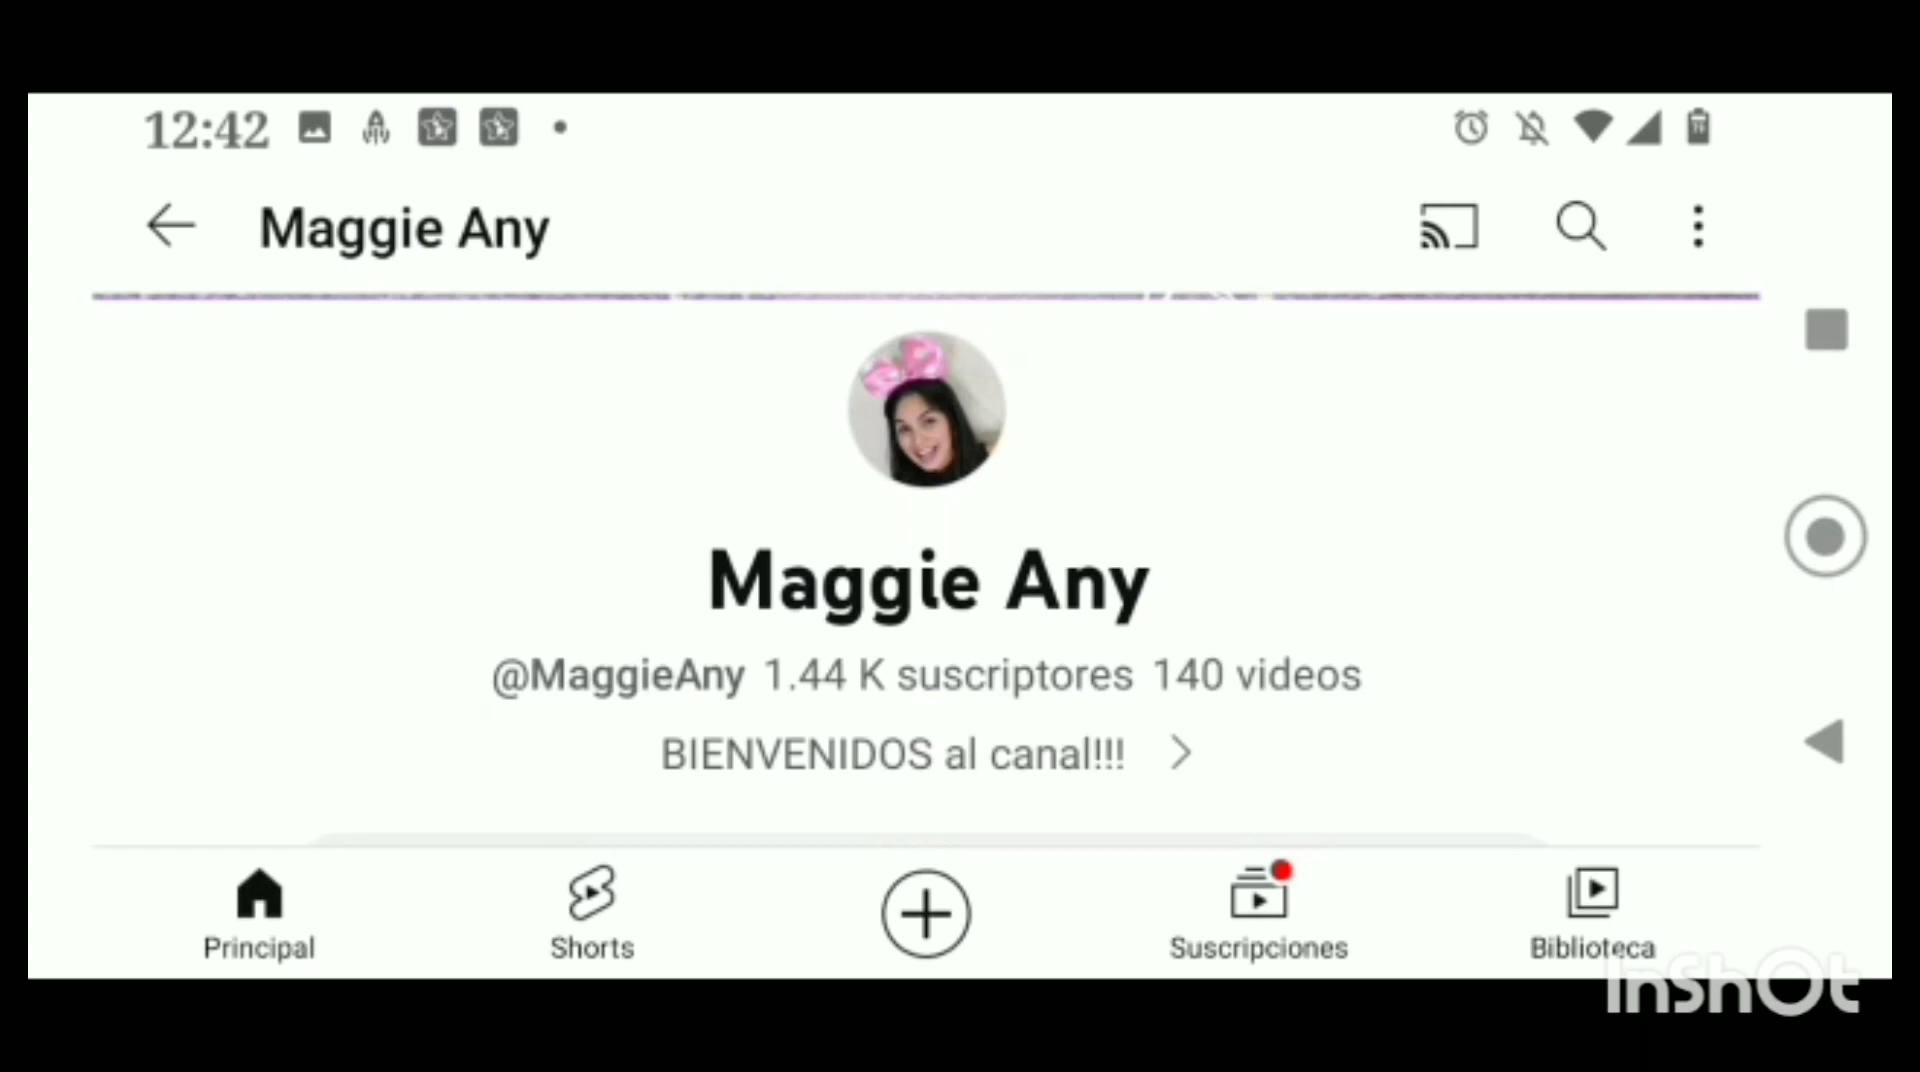 12:42
Maggie Any
Maggie Any
@MaggieAny 1.44 K suscriptores 140 videos
BIENVENIDOS al canal!!!
Principal
Shorts
Suscripciones
Biblioteca
InShOt